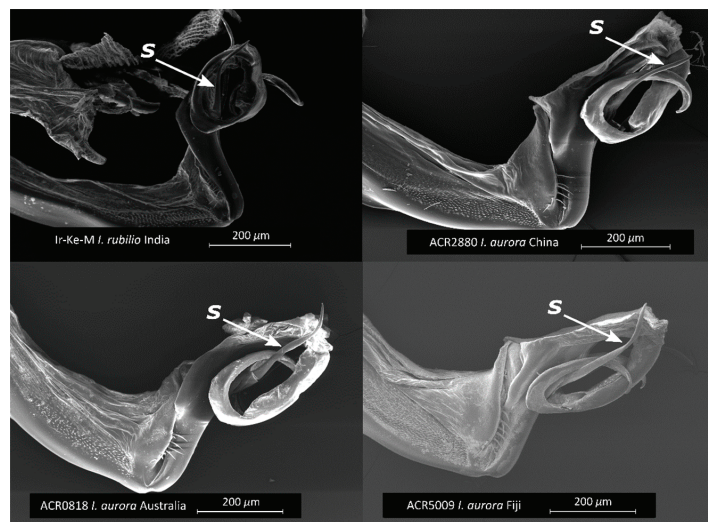 S
Ir-Ke-M I. rubilio India
200 μm
S
ACR2880 I. aurora China
200 μm
S
ACR0818 I. aurora Australia
200 μm
S
ACR5009 I. aurora Fiji
200 μm